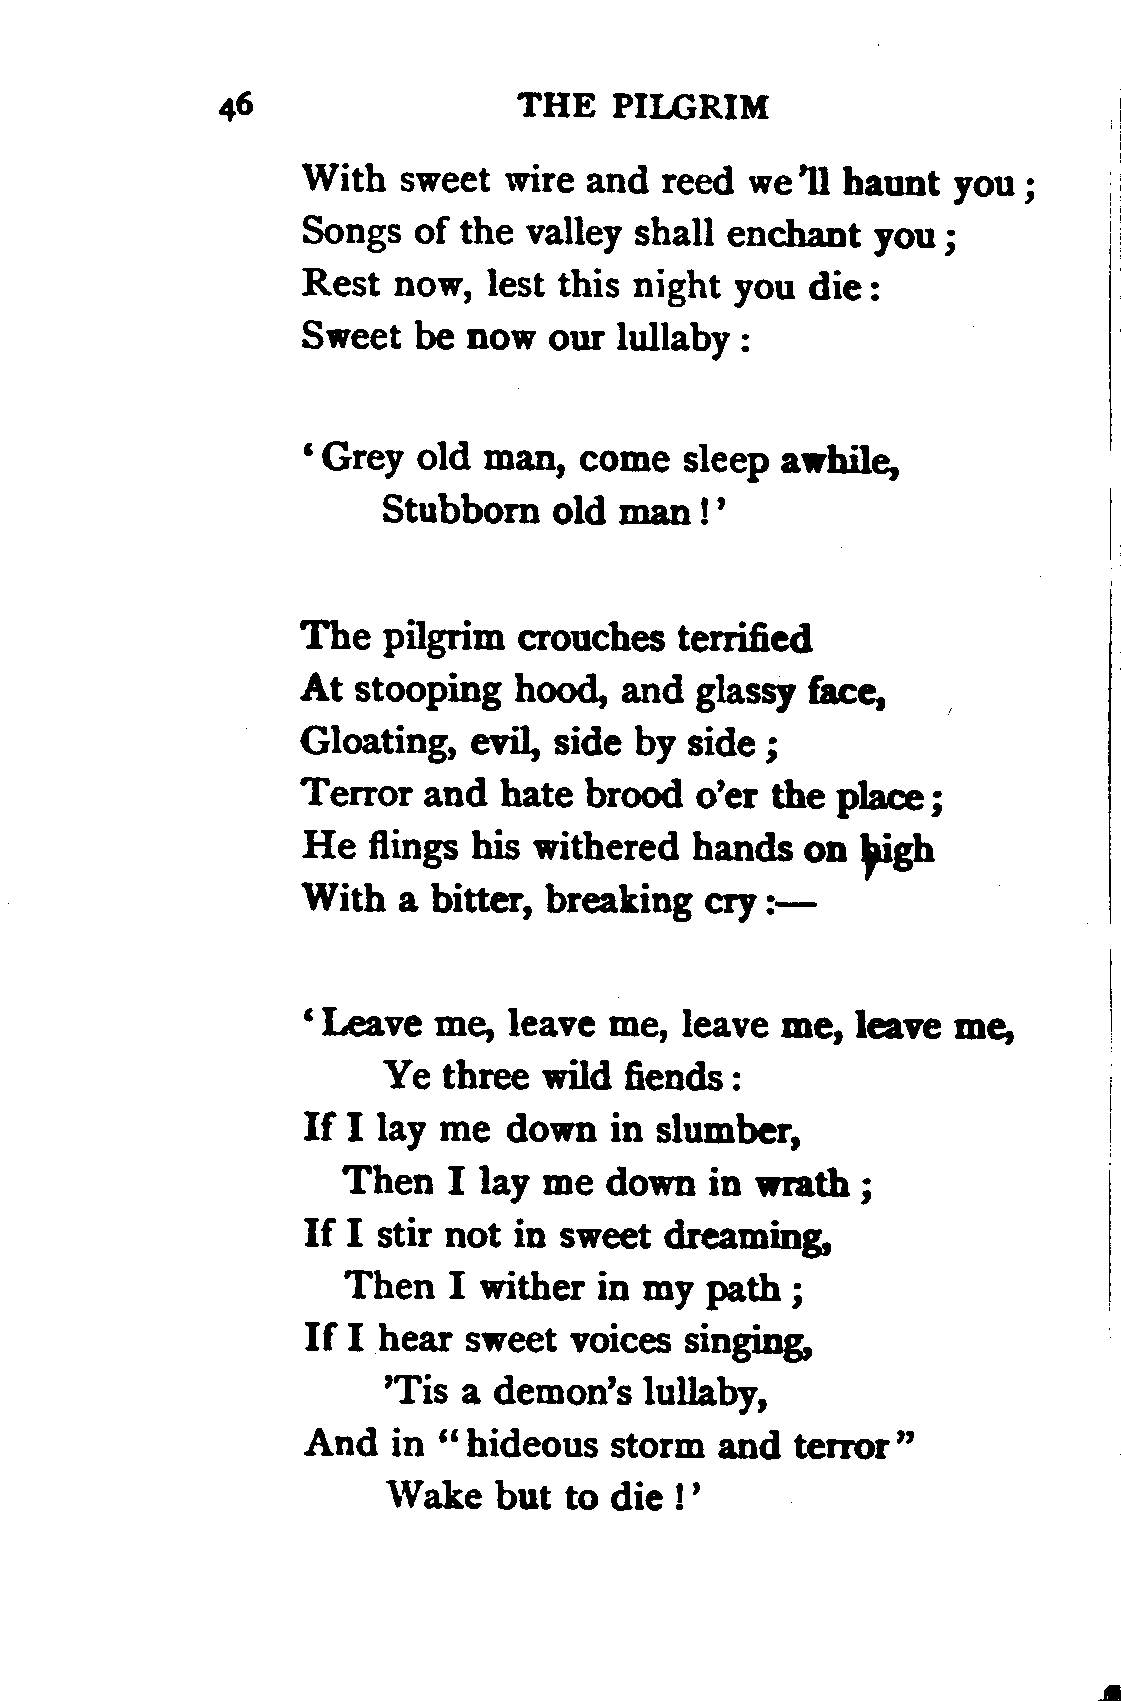 46 THE PILGRIM
With sweet wire and reed we'll haunt you;
Songs of the valley shall enchant you;
Rest now, lest this night you die:
Sweet be now our lullaby:
‘Grey old man, come sleep awhile,
Stubborn old man!’
The pilgrim crouches terrified
At stooping hood, and glassy face,
Gloating, evil, side by side;
Terror and hate brood o'er the place;
He flings his withered hands on high
With a bitter, breaking cry:—
‘Leave me, leave me, leave me, leave me,
Ye three wild fiends:
If I lay me down in slumber,
Then I lay me down in wrath;
If I stir not in sweet dreaming,
Then I wither in my path;
If I hear sweet voices singing,
’Tis a demon's lullaby,
And in “hideous storm and terror”
Wake but to die!’